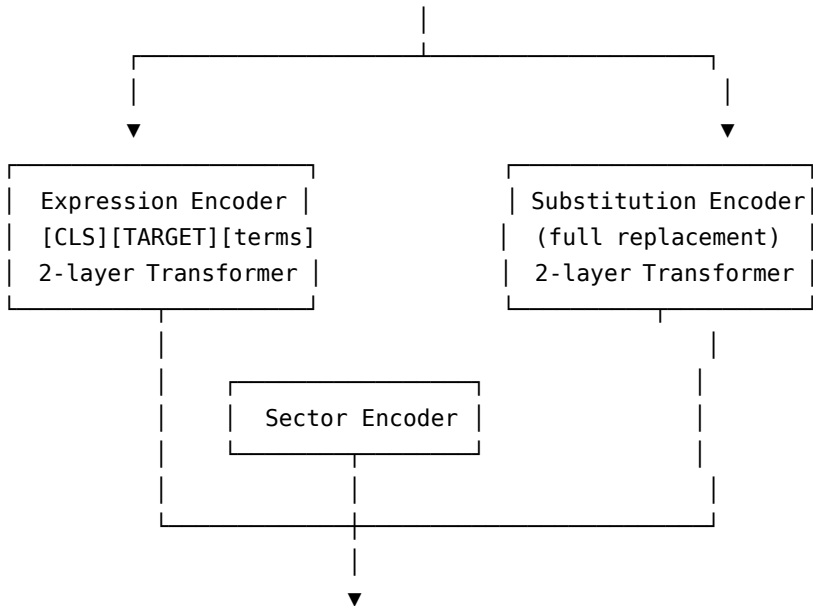 Expression Encoder
[CLS][TARGET][terms]
2-layer Transformer
Substitution Encoder
(full replacement)
2-layer Transformer
Sector Encoder